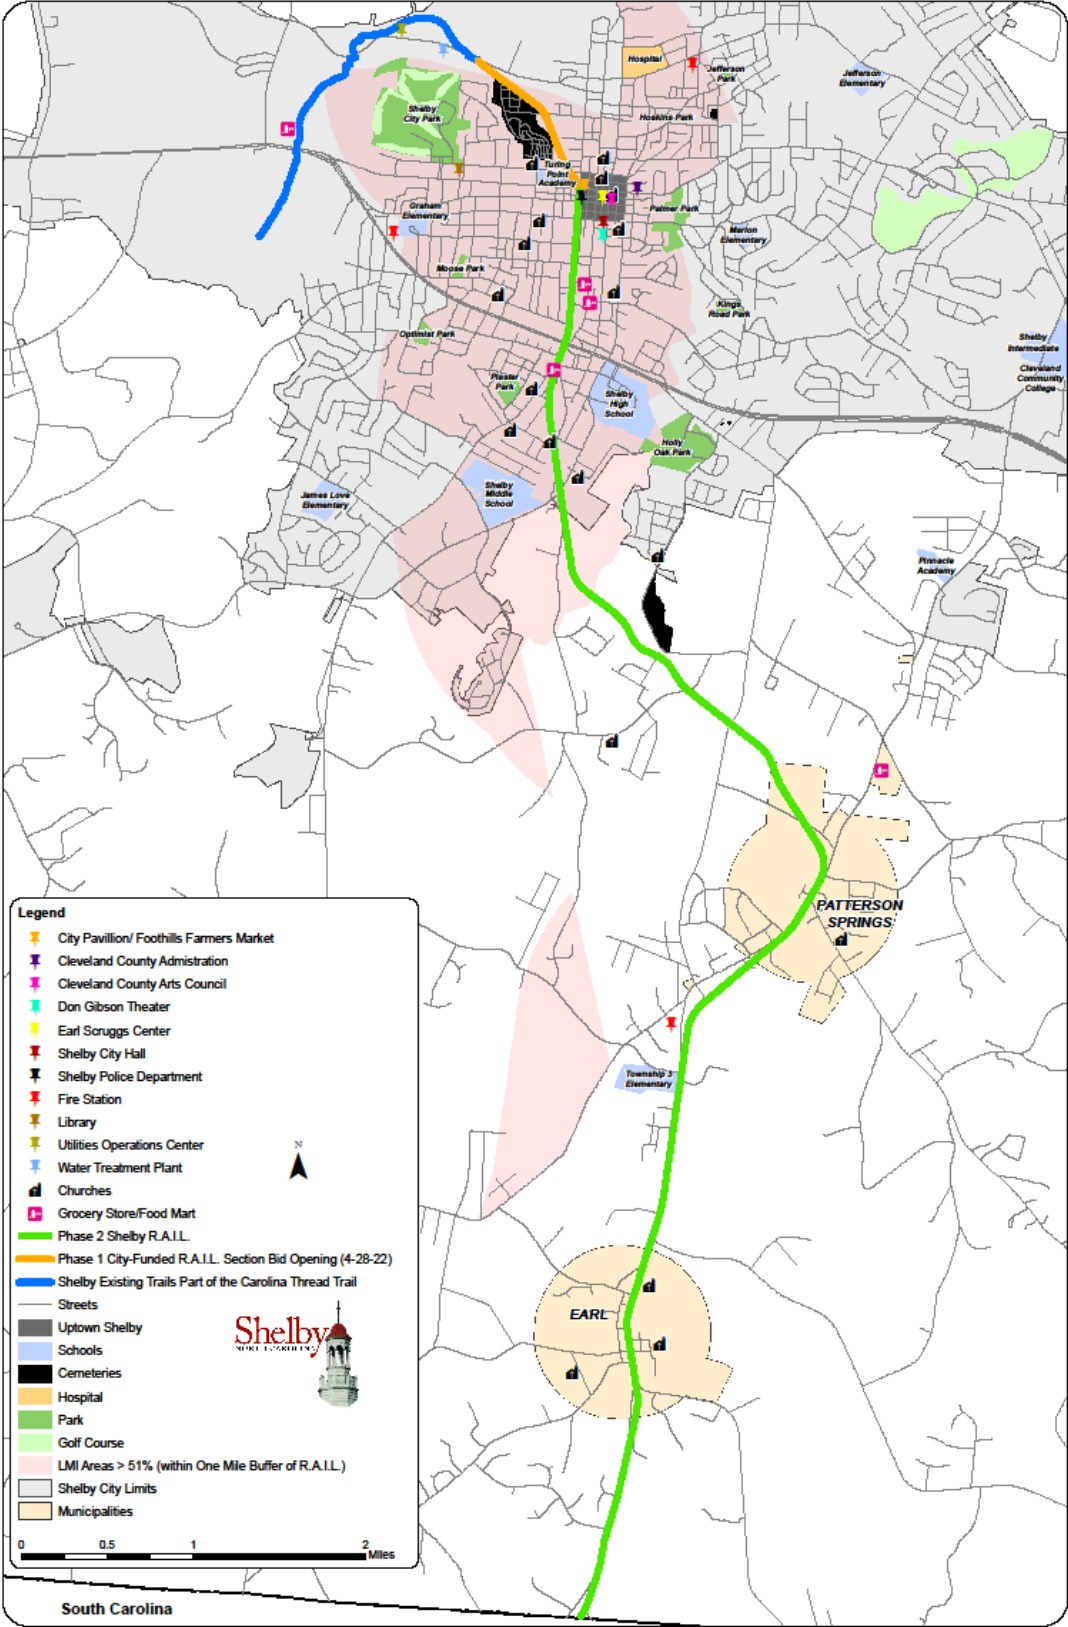 Hospital
Jefferson
Park
Jefferson
Elementary
Shelby
City Park
Hoskins Park
Turing
Point
Academy
Graham
Elementary
Palmer Park
Marion
Elementary
Moose Park
Kings
Road Park
Optimist Park
Shelby
Intermediate
Cleveland
Community
College
Plaster
Park
Shelby
High
School
Holly
Oak Park
James Love
Elementary
Shelby
Middle
School
Pinnacle
Academy
PATTERSON
SPRINGS
Township 3
Elementary
EARL
Legend
City Pavillion/ Foothills Farmers Market
Cleveland County Admistration
Cleveland County Arts Council
Don Gibson Theater
Earl Scruggs Center
Shelby City Hall
Shelby Police Department
Fire Station
Library
Utilities Operations Center
Water Treatment Plant
Churches
Grocery Store/Food Mart
Phase 2 Shelby R.A.I.L.
Phase 1 City-Funded R.A.I.L. Section Bid Opening (4-28-22)
Shelby Existing Trails Part of the Carolina Thread Trail
Streets
Uptown Shelby
Schools
Cemeteries
Hospital
Park
Golf Course
LMI Areas > 51% (within One Mile Buffer of R.A.I.L.)
Shelby City Limits
Municipalities
N
Shelby
NORTH CAROLINA
0 0.5 1 2
Miles
South Carolina